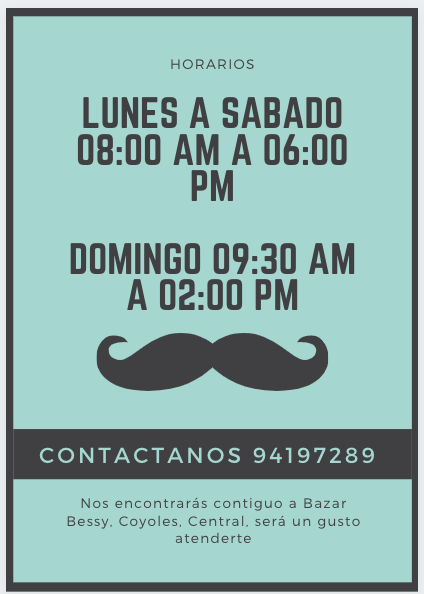 HORARIOS
LUNES A SABADO
08:00 AM A 06:00
PM
DOMINGO 09:30 AM
A 02:00 PM
CONTACTANOS 94197289
Nos encontrarás contiguo a Bazar
Bessy, Coyoles, Central, será un gusto
atenderte